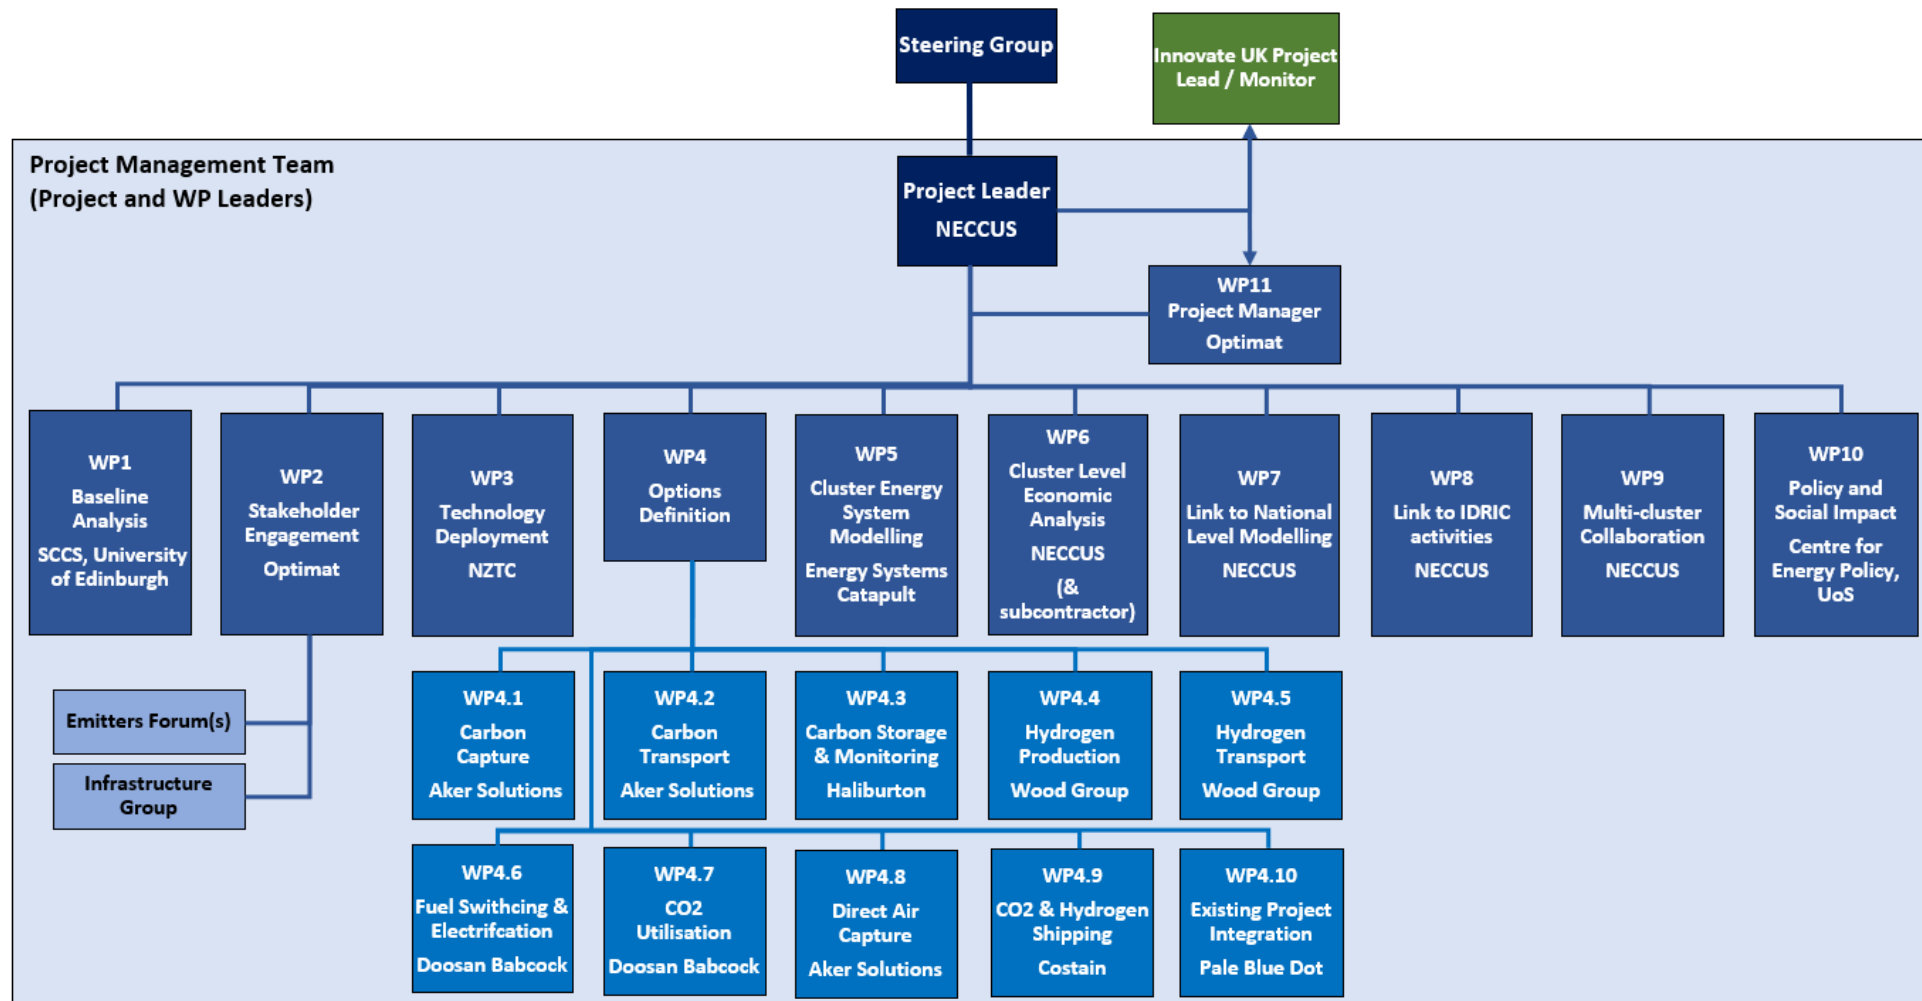 Steering Group
Innovate UK Project
Lead / Monitor
Project Management Team
(Project and WP Leaders)
Project Leader
NECCUS
WP11
Project Manager
Optimat
WP1
Baseline
Analysis
SCCS, University
of Edinburgh
WP2
Stakeholder
Engagement
Optimat
WP3
Technology
Deployment
NZTC
WP4
Options
Definition
WP5
Cluster Energy
System
Modelling
Energy Systems
Catapult
WP6
Cluster Level
Economic
Analysis
NECCUS
(&
subcontractor)
WP7
Link to National
Level Modelling
NECCUS
WP8
Link to IDRIC
activities
NECCUS
WP9
Multi-cluster
Collaboration
NECCUS
WP10
Policy and
Social Impact
Centre for
Energy Policy,
UoS
Emitters Forum(s)
Infrastructure
Group
WP4.1
Carbon
Capture
Aker Solutions
WP4.2
Carbon
Transport
Aker Solutions
WP4.3
Carbon Storage
& Monitoring
Haliburton
WP4.4
Hydrogen
Production
Wood Group
WP4.5
Hydrogen
Transport
Wood Group
WP4.6
Fuel Swithcing &
Electrifcation
Doosan Babcock
WP4.7
CO2
Utilisation
Doosan Babcock
WP4.8
Direct Air
Capture
Aker Solutions
WP4.9
CO2 & Hydrogen
Shipping
Costain
WP4.10
Existing Project
Integration
Pale Blue Dot